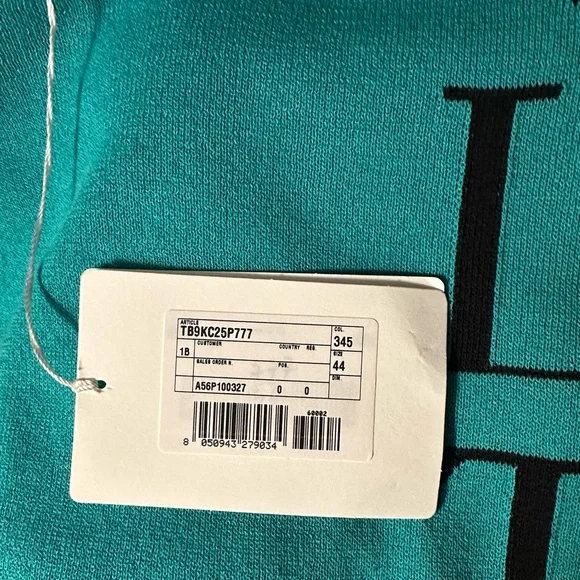 ARTICLE
TB9KC25P777
COL.
345
CUSTOMER
COUNTRY REG.
1B
SIZE
44
SALES ORDER N.
POS.
DIM.
A56P100327 0 0
60002
8 050943 279034